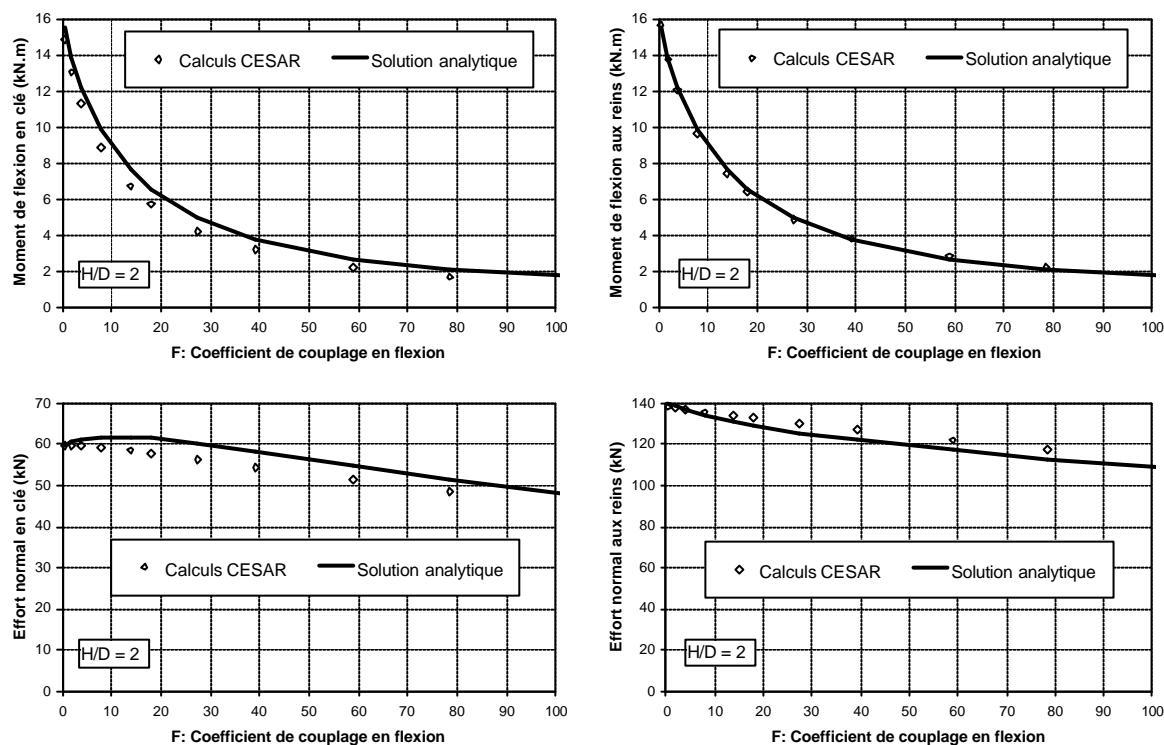 Moment de flexion en clé (kN.m)
16
14
12
10
8
6
4
2
0
Calculs CESAR
Solution analytique
H/D = 2
0 10 20 30 40 50 60 70 80 90 100
F: Coefficient de couplage en flexion
Moment de flexion aux reins (kN.m)
16
14
12
10
8
6
4
2
0
Calculs CESAR
Solution analytique
H/D = 2
0 10 20 30 40 50 60 70 80 90 100
F: Coefficient de couplage en flexion
Effort normal en clé (kN)
70
60
50
40
30
20
10
0
Calculs CESAR
Solution analytique
H/D = 2
0 10 20 30 40 50 60 70 80 90 100
F: Coefficient de couplage en flexion
Effort normal aux reins (kN)
140
120
100
80
60
40
20
0
Calculs CESAR
Solution analytique
H/D = 2
0 10 20 30 40 50 60 70 80 90 100
F: Coefficient de couplage en flexion